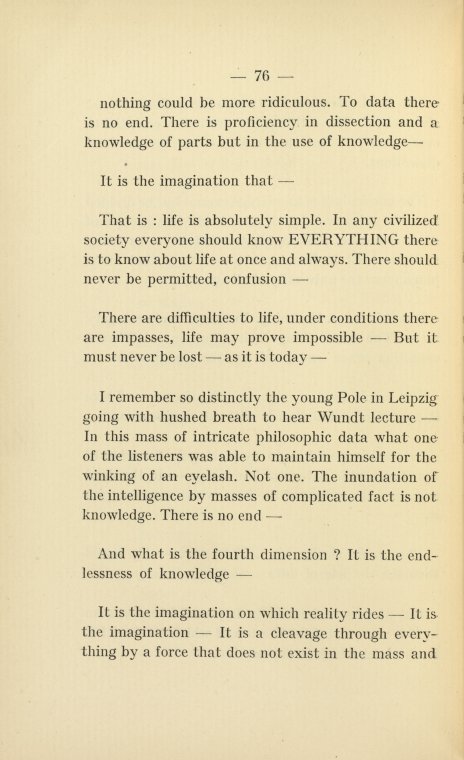 — 76 —
nothing could be more ridiculous. To data there
is no end. There is proficiency in dissection and a
knowledge of parts but in the use of knowledge—
It is the imagination that —
That is : life is absolutely simple. In any civilized
society everyone should know EVERYTHING there
is to know about life at once and always. There should
never be permitted, confusion —
There are difficulties to life, under conditions there
are impasses, life may prove impossible — But it
must never be lost — as it is today —
I remember so distinctly the young Pole in Leipzig
going with hushed breath to hear Wundt lecture —
In this mass of intricate philosophic data what one
of the listeners was able to maintain himself for the
winking of an eyelash. Not one. The inundation of
the intelligence by masses of complicated fact is not
knowledge. There is no end —
And what is the fourth dimension ? It is the end-
lessness of knowledge —
It is the imagination on which reality rides — It is
the imagination — It is a cleavage through every-
thing by a force that does not exist in the mass and